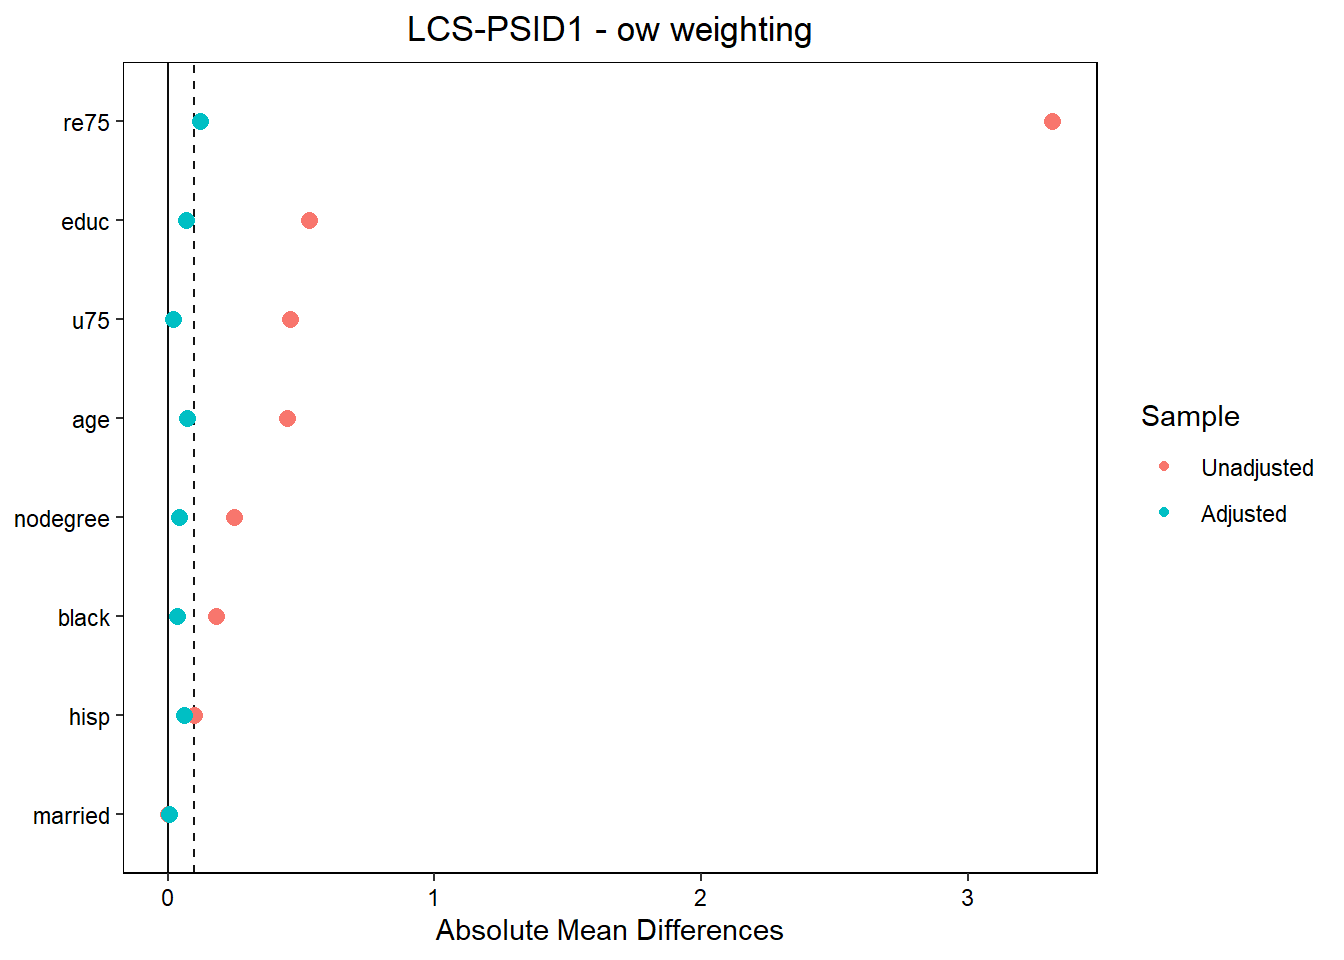 LCS-PSID1 - ow weighting
re75
educ
u75
age
nodegree
black
hisp
married
0 1 2 3
Absolute Mean Differences
Sample
Unadjusted
Adjusted